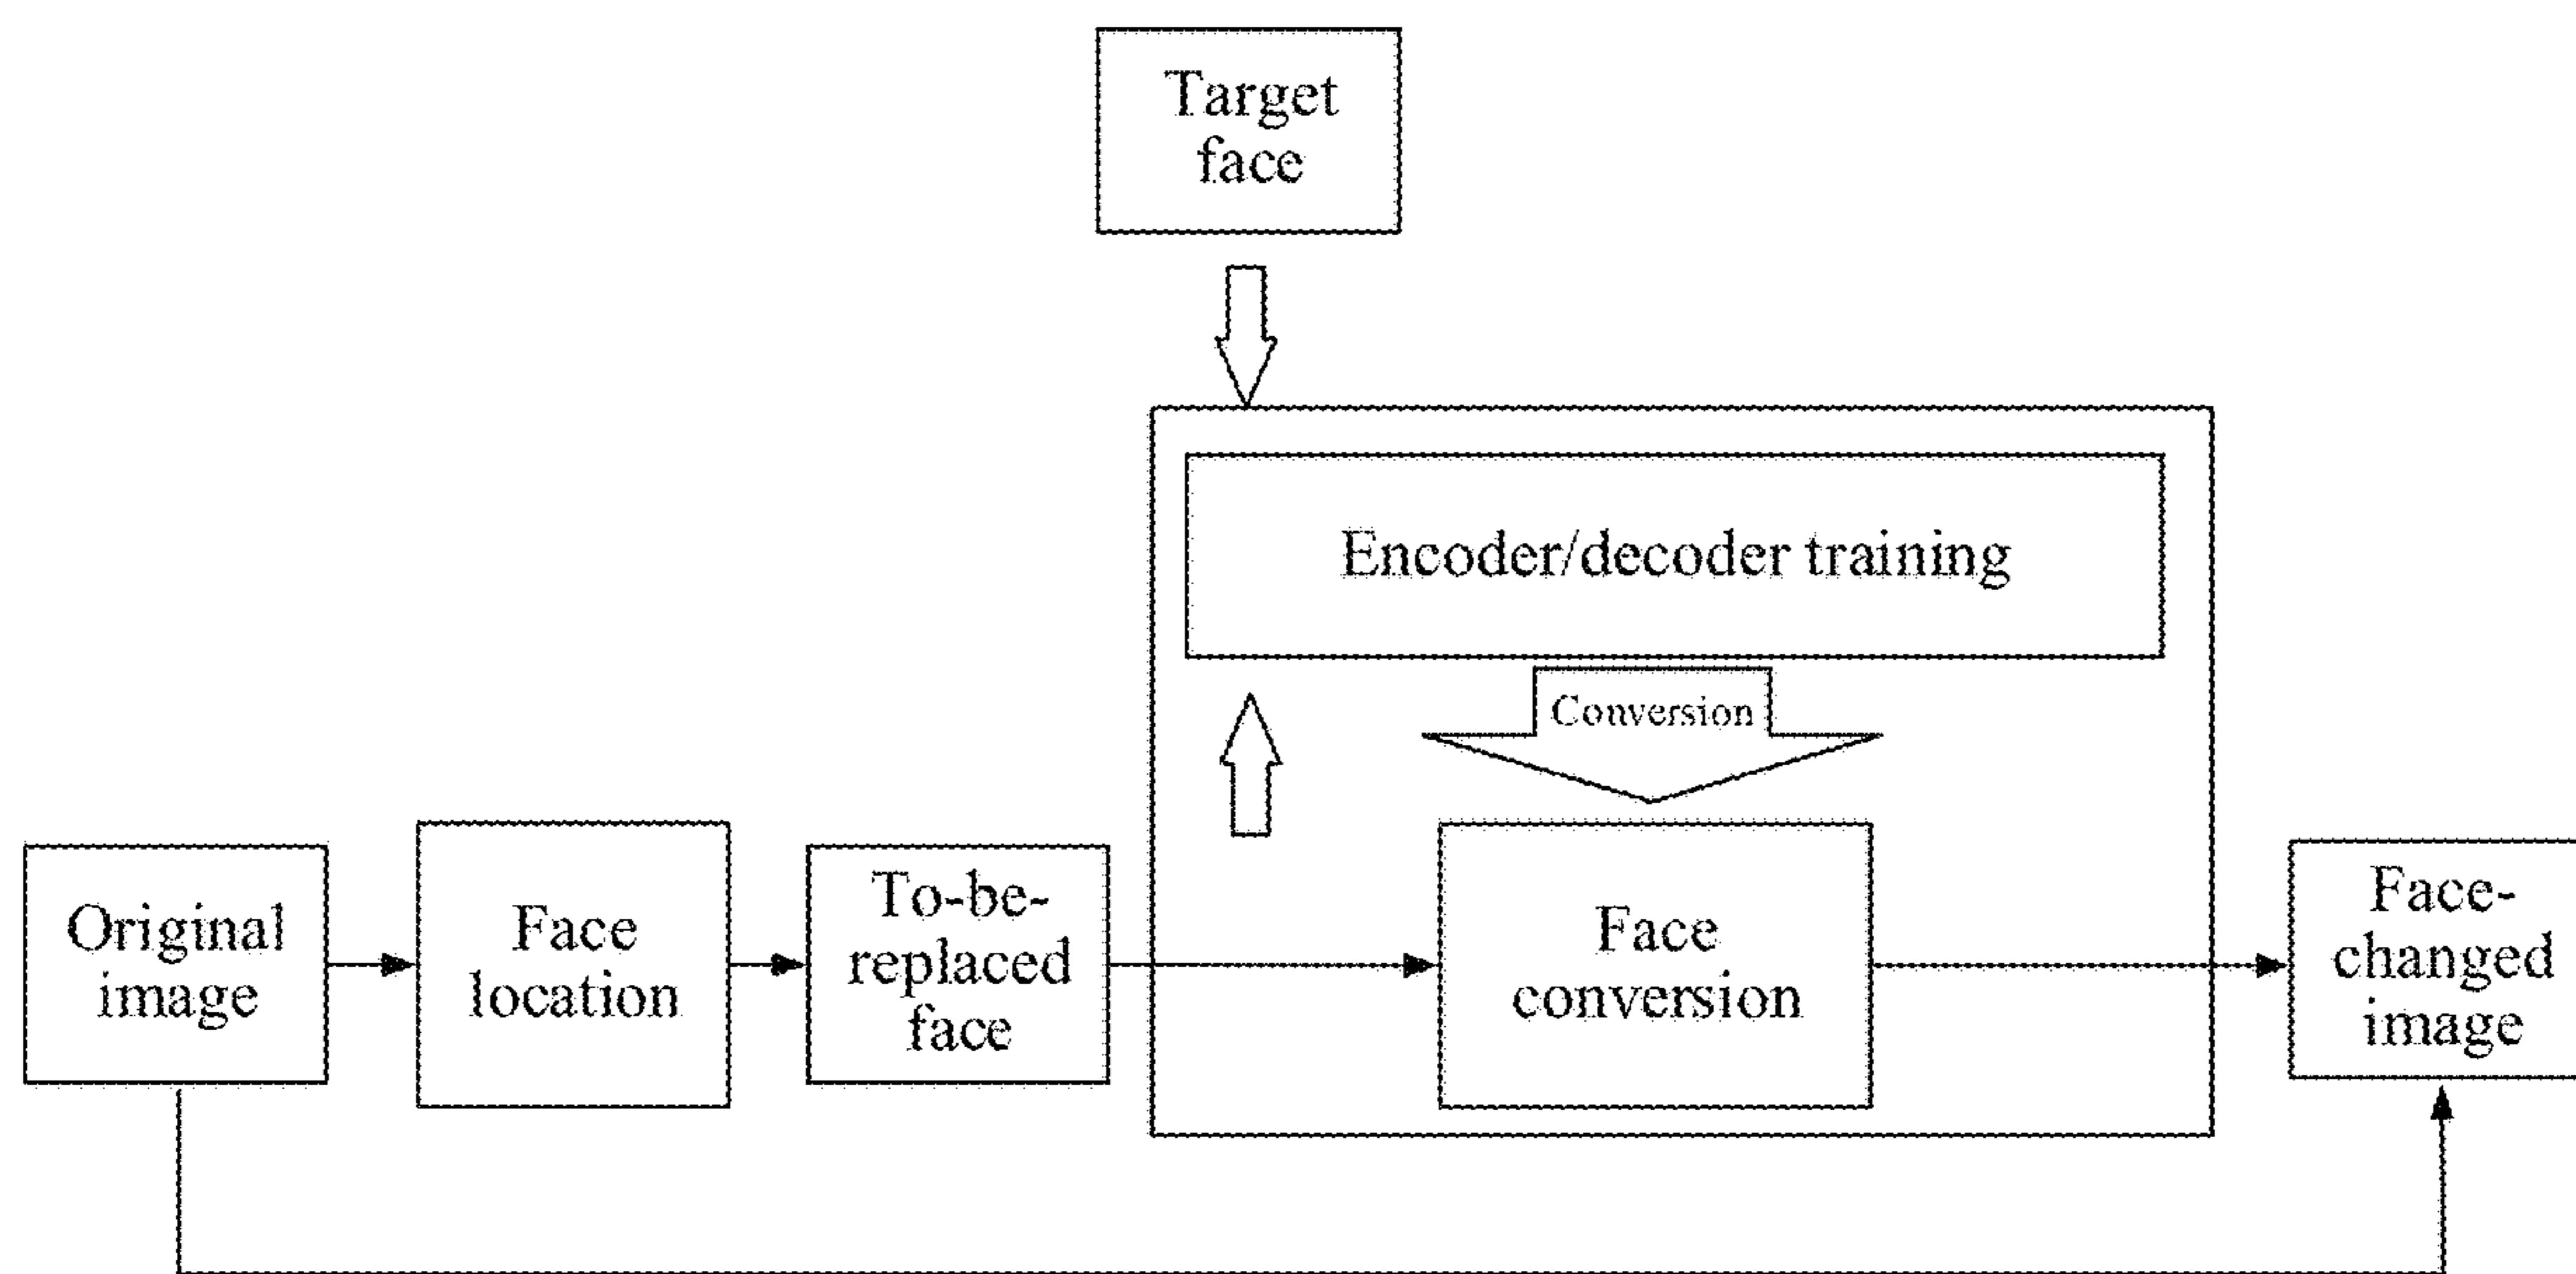 Target
face
Encoder/decoder training
Conversion
Original
image
Face
location
To-be-
replaced
face
Face
conversion
Face-
changed
image